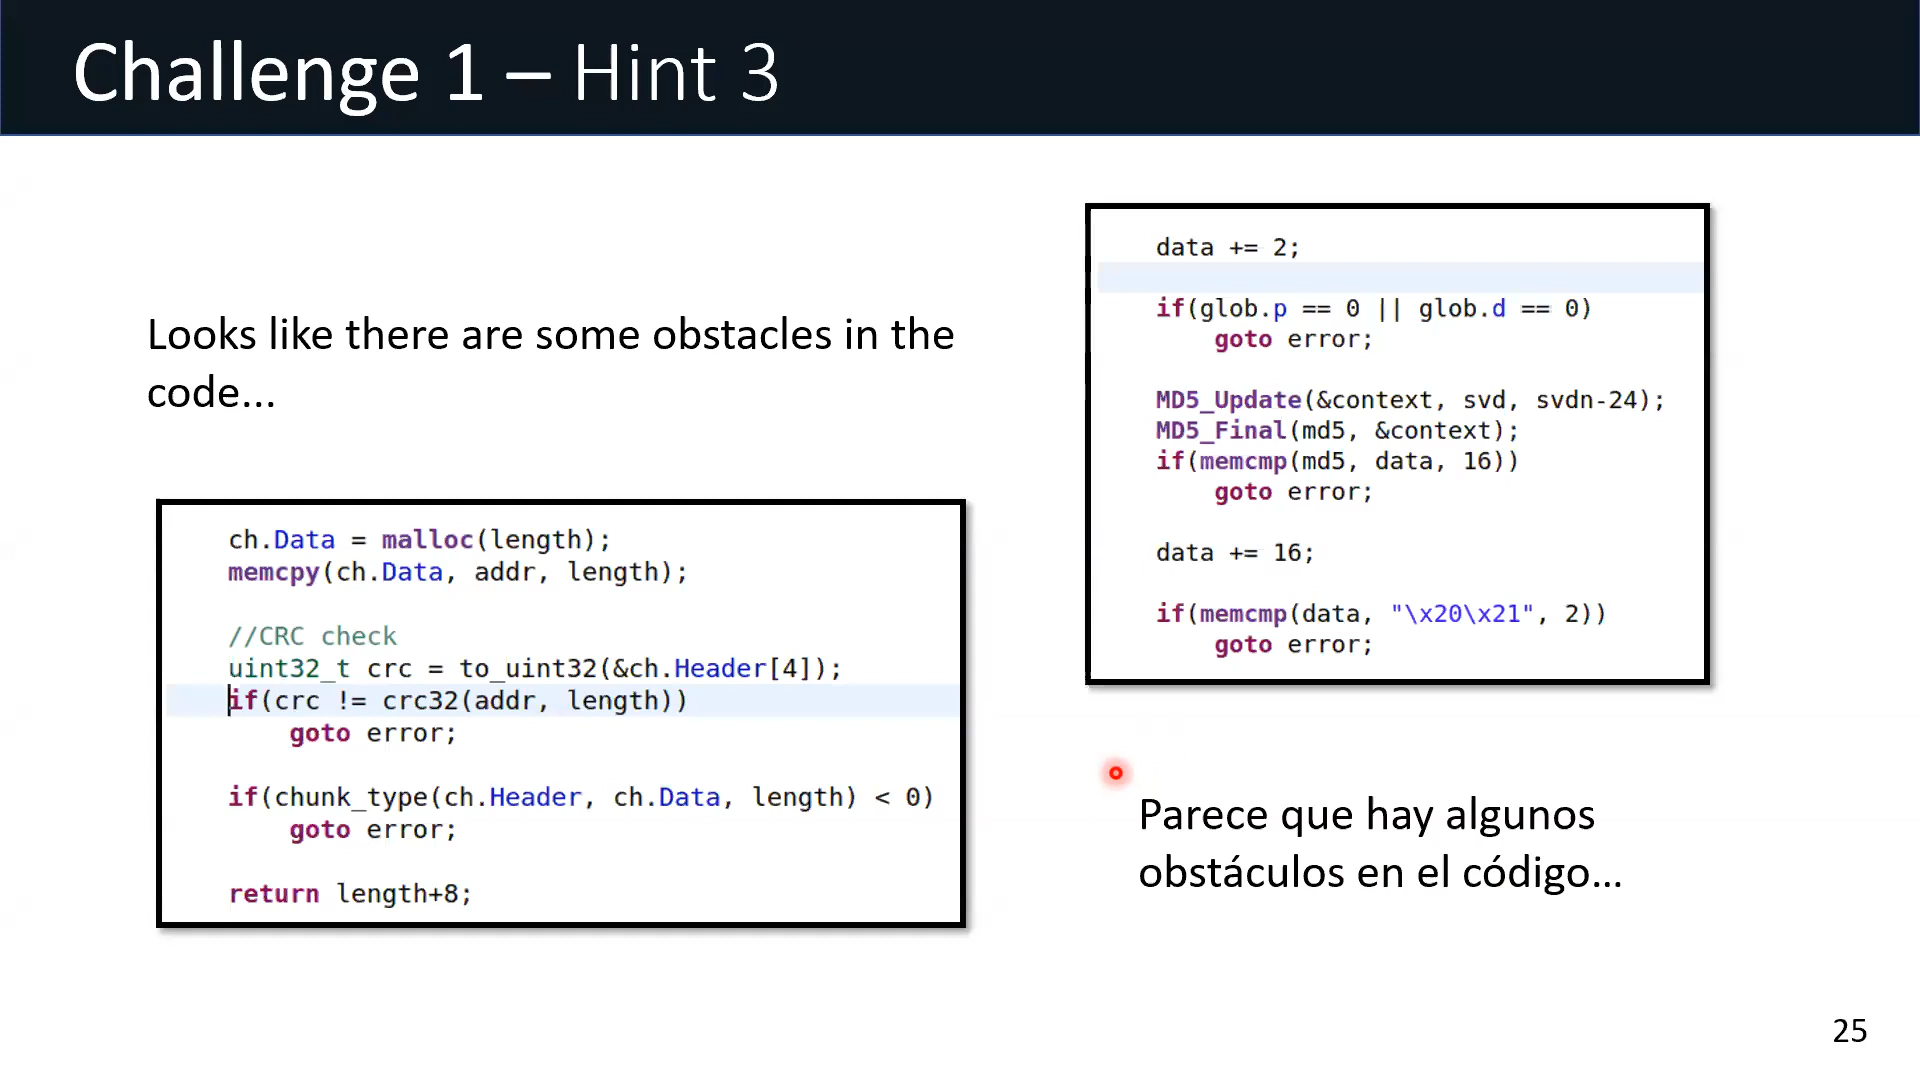 Challenge 1 – Hint 3
Looks like there are some obstacles in the
code...
ch.Data = malloc(length);
memcpy(ch.Data, addr, length);
//CRC check
uint32_t crc = to_uint32(&ch.Header[4]);
if(crc != crc32(addr, length))
goto error;
if(chunk_type(ch.Header, ch.Data, length) < 0)
goto error;
return length+8;
data += 2;
if(glob.p == 0 || glob.d == 0)
goto error;
MD5_Update(&context, svd, svdn-24);
MD5_Final(md5, &context);
if(memcmp(md5, data, 16))
goto error;
data += 16;
if(memcmp(data, "\x20\x21", 2))
goto error;
Parece que hay algunos
obstáculos en el código...
25